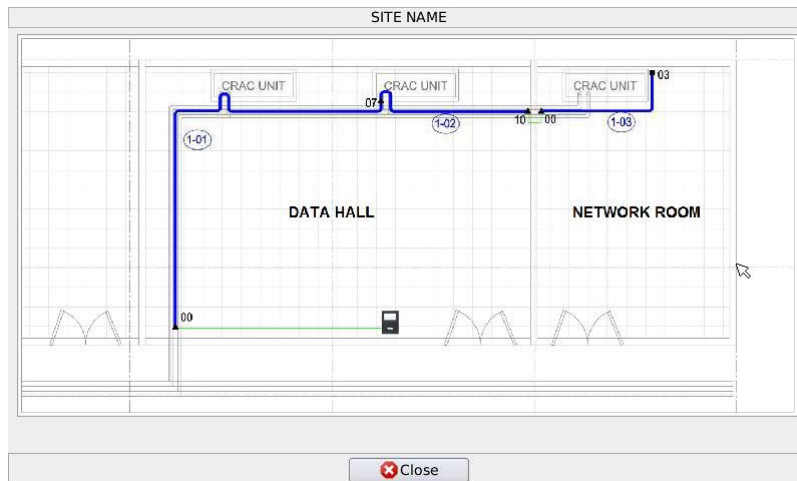 SITE NAME
CRAC UNIT
CRAC UNIT
CRAC UNIT
03
07
1-01
1-02
10
00
1-03
DATA HALL
NETWORK ROOM
00
Close